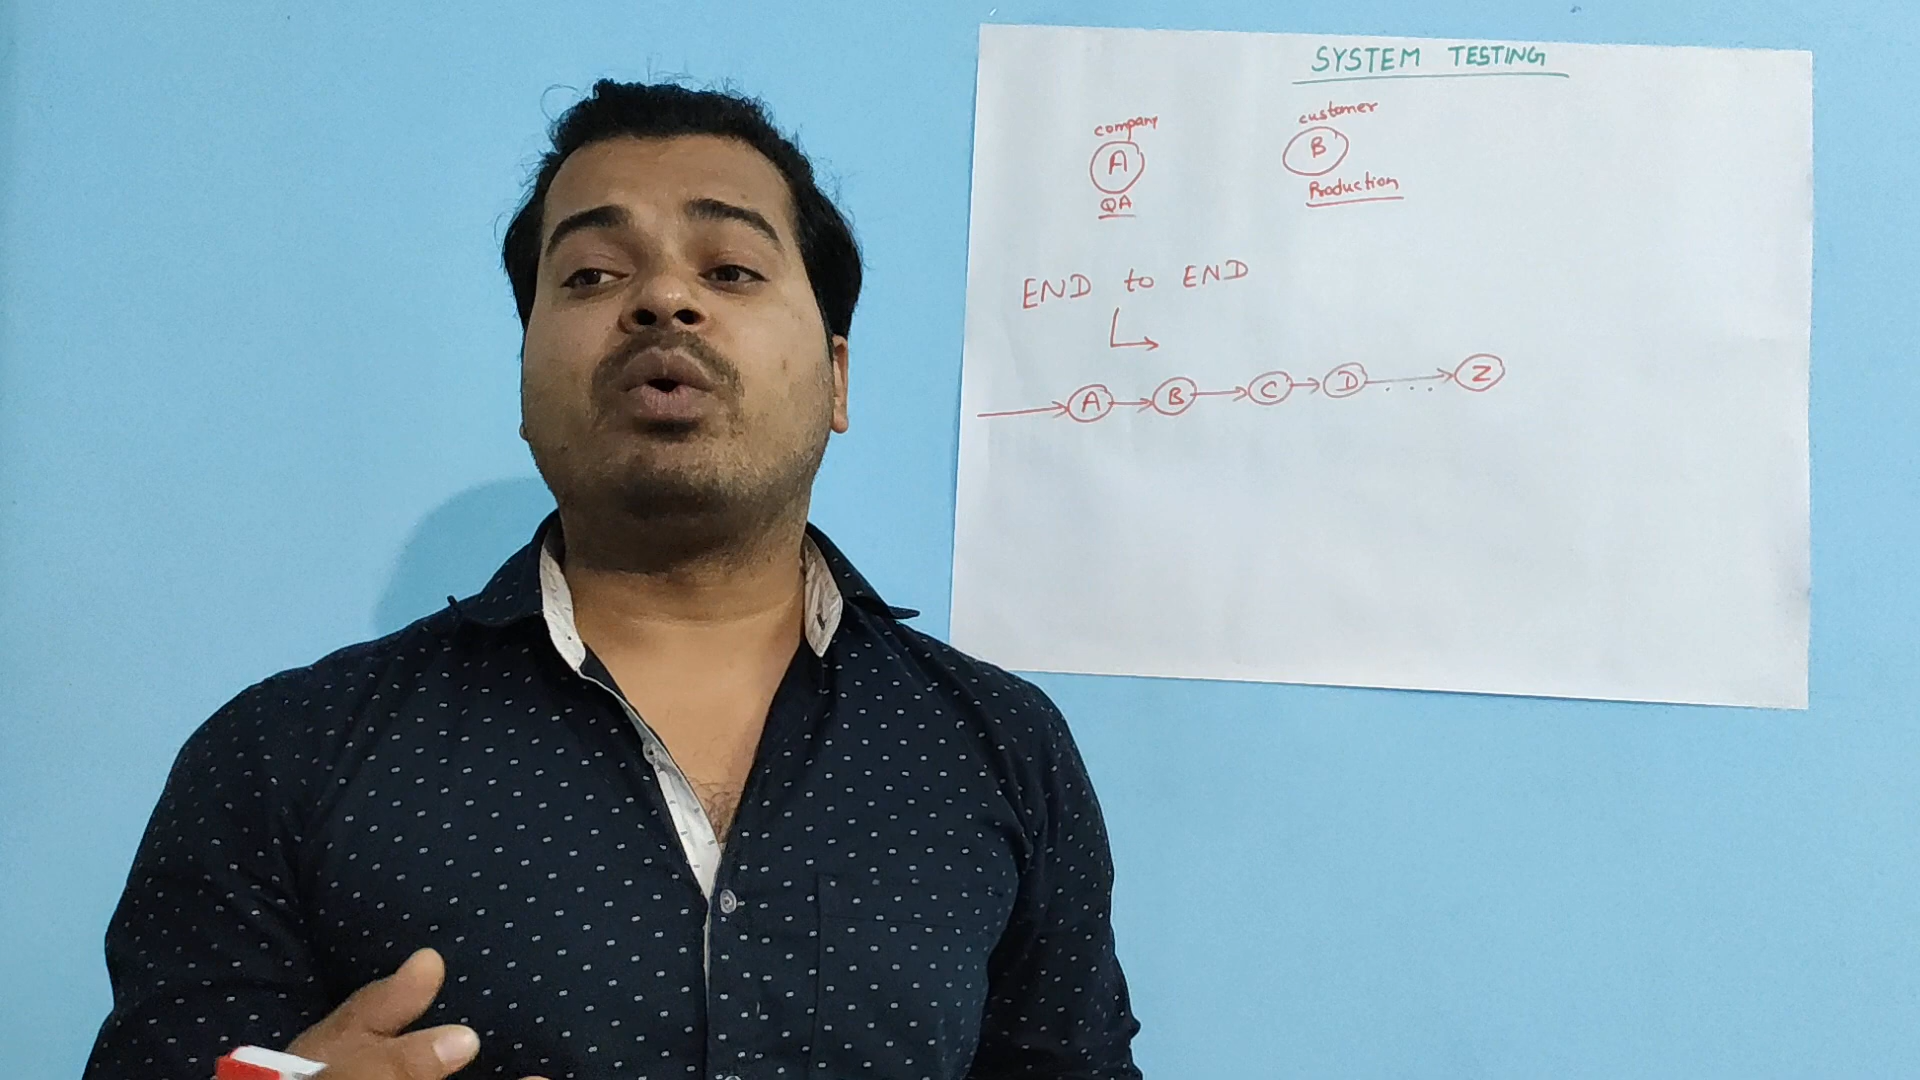 SYSTEM TESTING
company
A
QA
customer
B
Production
END to END
A B C D . . . Z